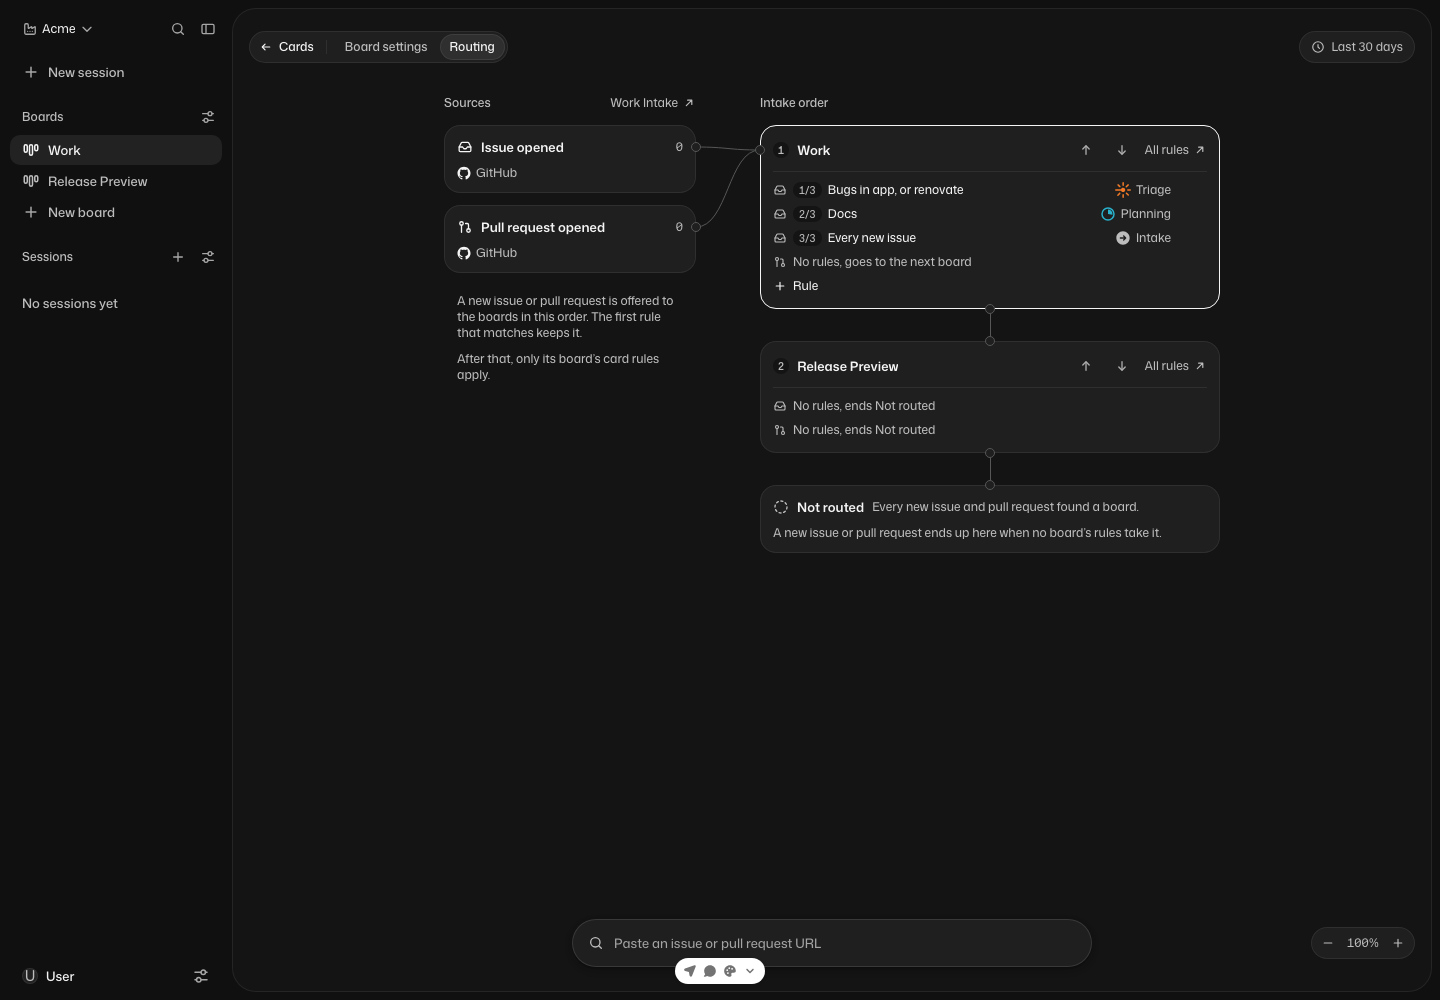 Acme
New session
Boards
Work
Release Preview
New board
Sessions
No sessions yet
U User
Cards
Board settings
Routing
Last 30 days
Sources
Work Intake
Issue opened 0
GitHub
Pull request opened 0
GitHub
A new issue or pull request is offered to
the boards in this order. The first rule
that matches keeps it.
After that, only its board's card rules
apply.
Intake order
1 Work All rules
1/3 Bugs in app, or renovate Triage
2/3 Docs Planning
3/3 Every new issue Intake
No rules, goes to the next board
Rule
2 Release Preview All rules
No rules, ends Not routed
No rules, ends Not routed
Not routed Every new issue and pull request found a board.
A new issue or pull request ends up here when no board's rules take it.
Paste an issue or pull request URL
100%